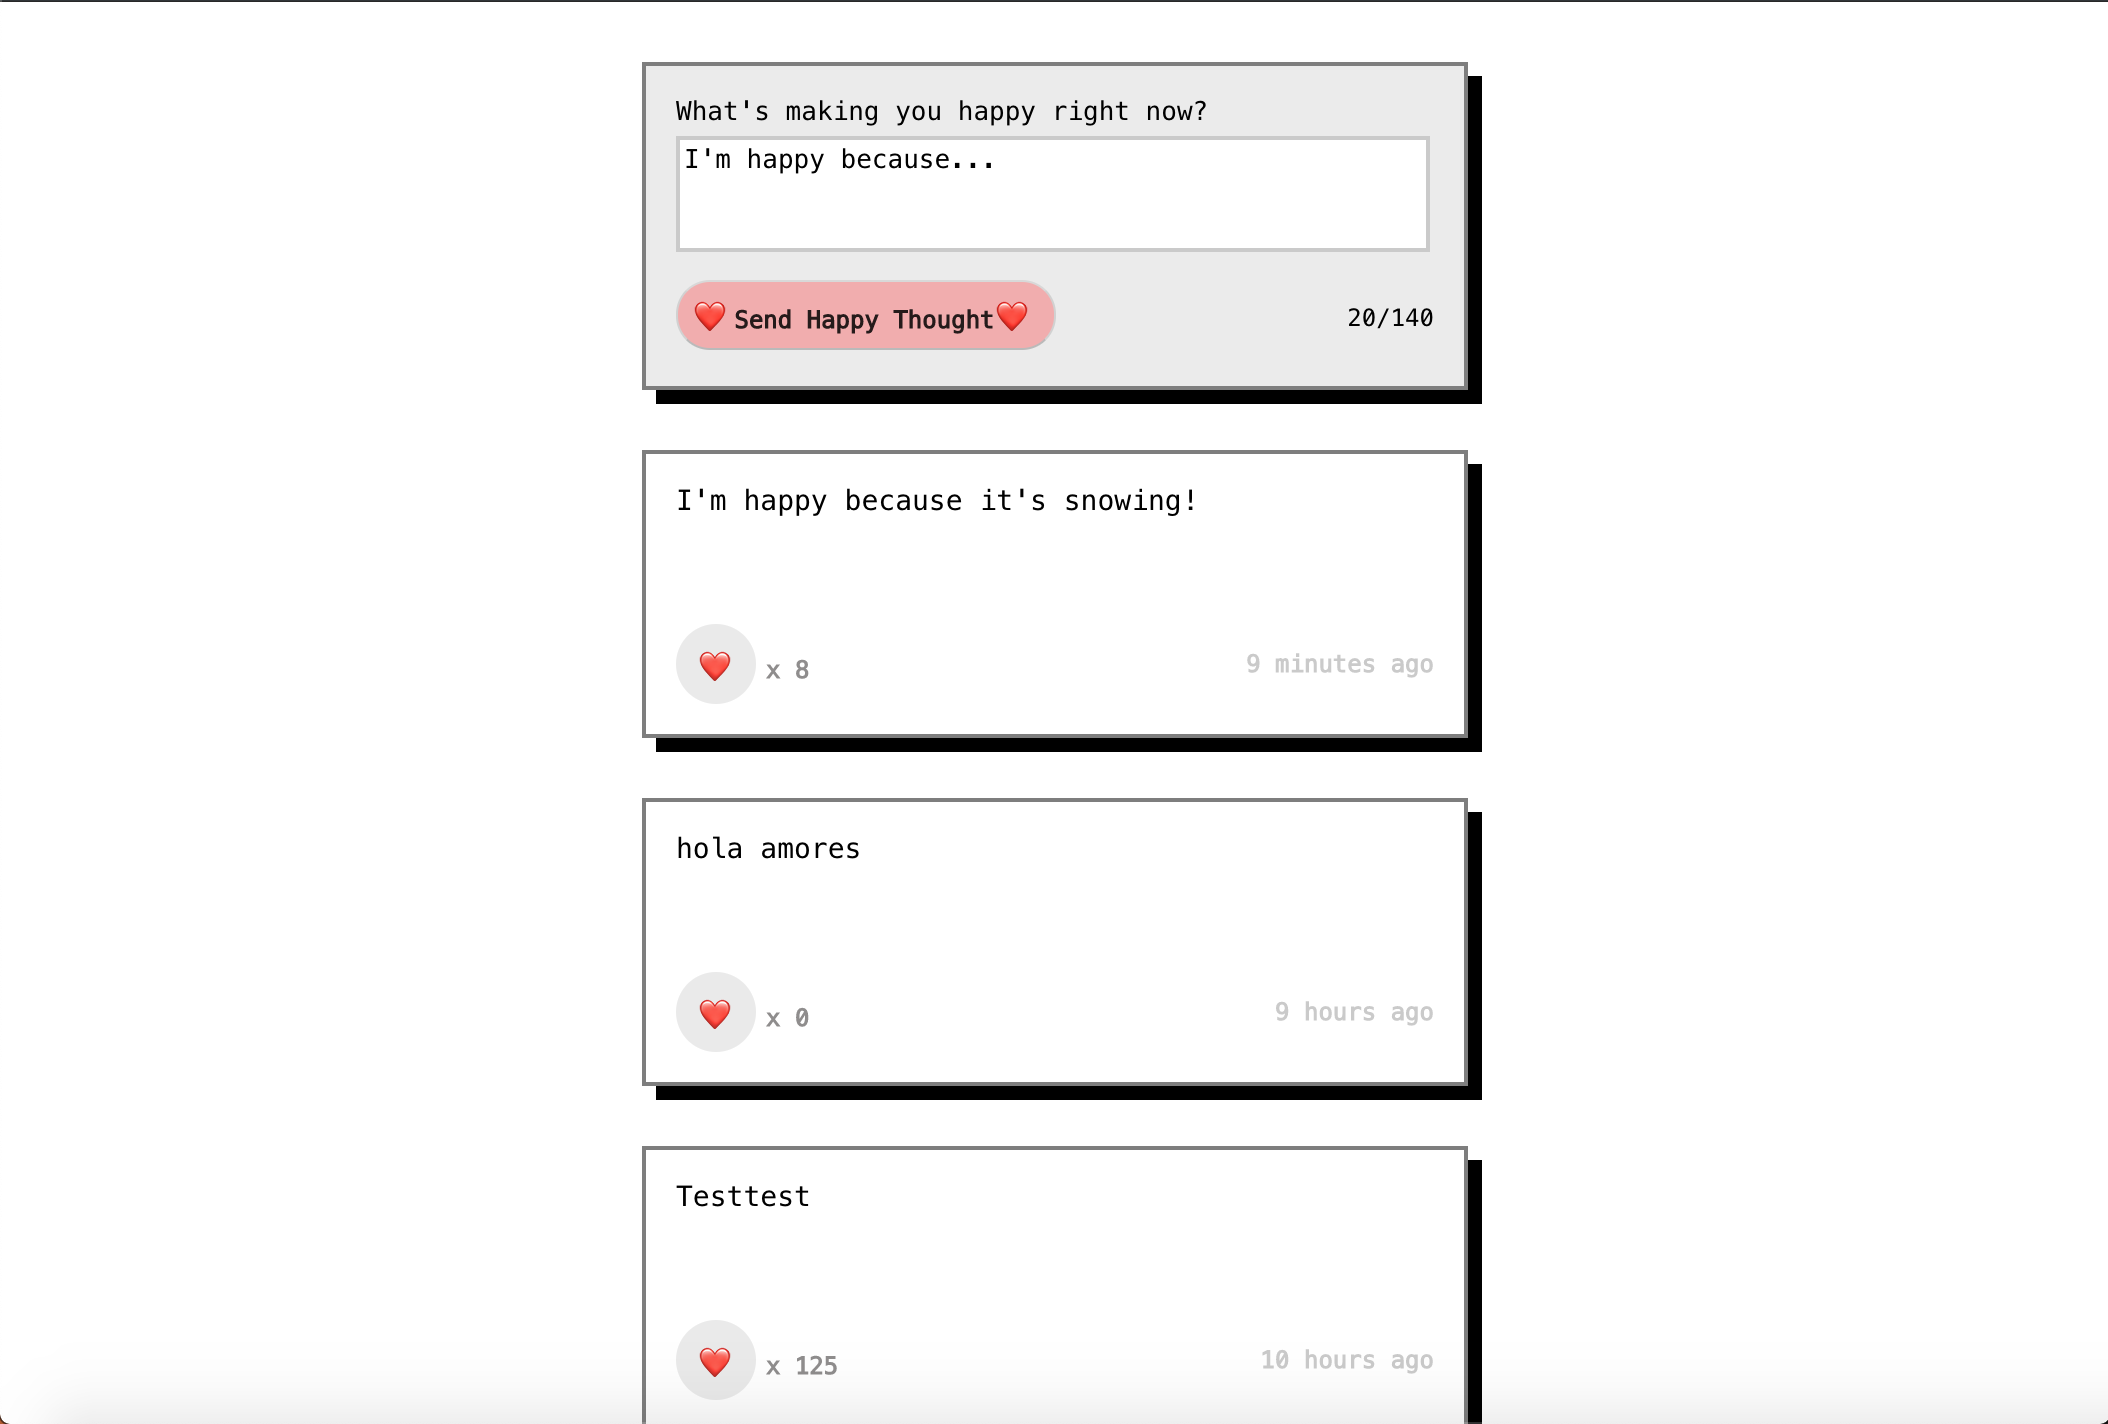 What's making you happy right now?
I'm happy because...
❤️ Send Happy Thought❤️
20/140
I'm happy because it's snowing!
❤️ x 8
9 minutes ago
hola amores
❤️ x 0
9 hours ago
Testtest
❤️ x 125
10 hours ago